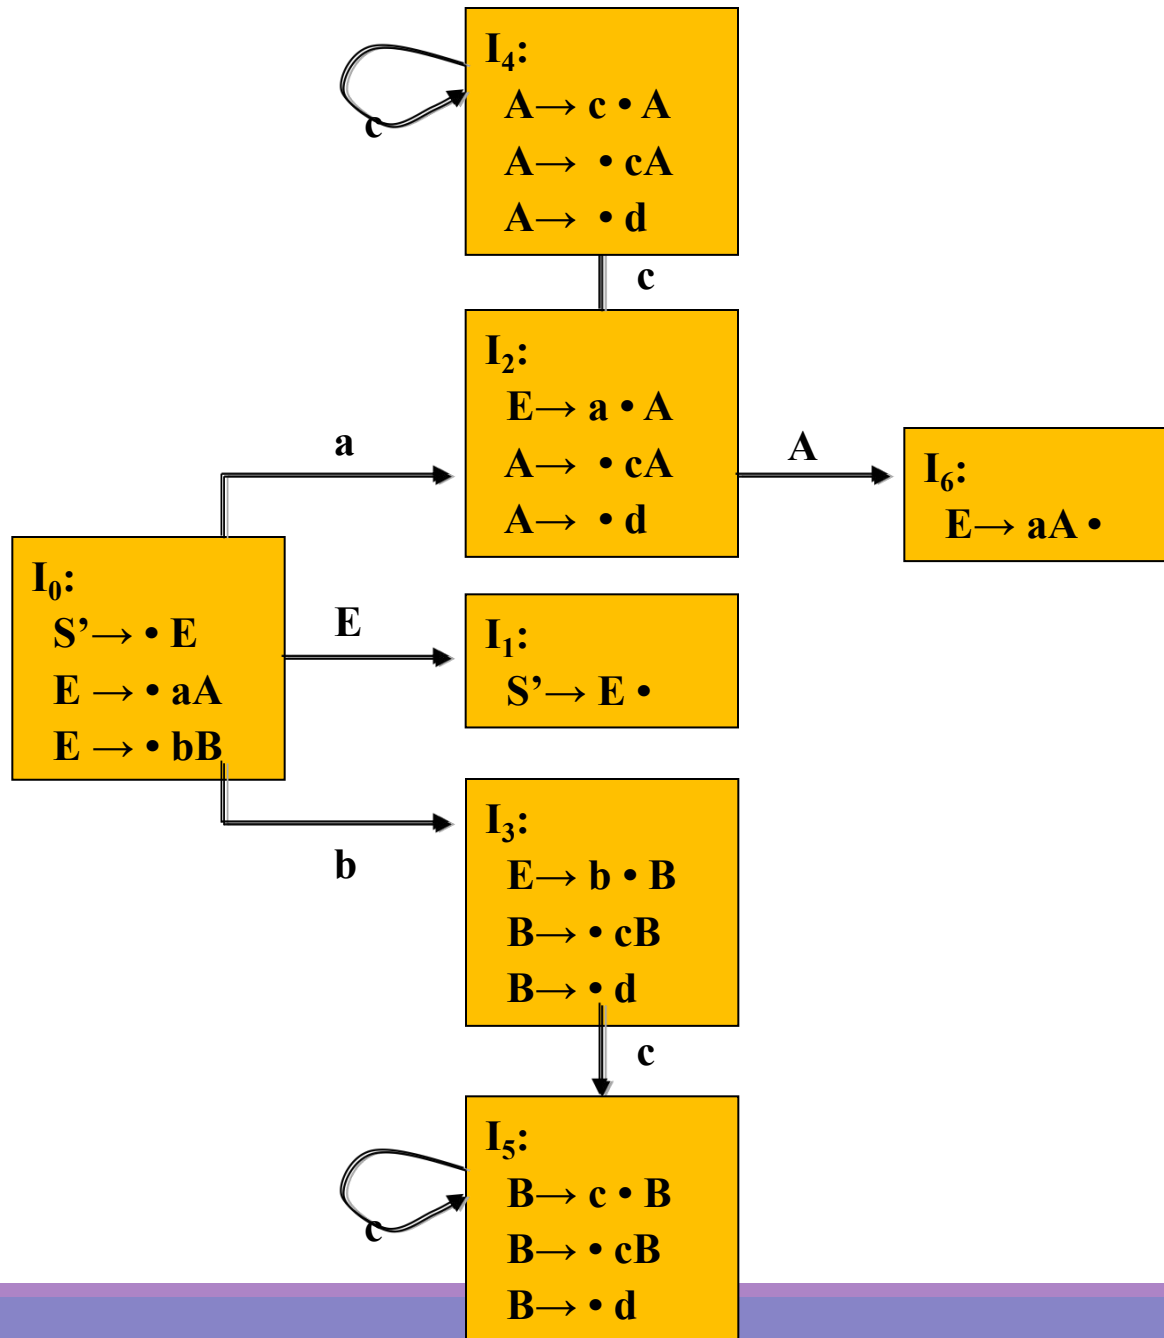 I₄:
A→ c • A
A→ • cA
A→ • d
c
c
I₂:
E→ a • A
A→ • cA
A→ • d
a
A
I₆:
E→ aA •
I₀:
S’→ • E
E → • aA
E → • bB
E
I₁:
S’→ E •
b
I₃:
E→ b • B
B→ • cB
B→ • d
c
I₅:
B→ c • B
B→ • cB
B→ • d
c